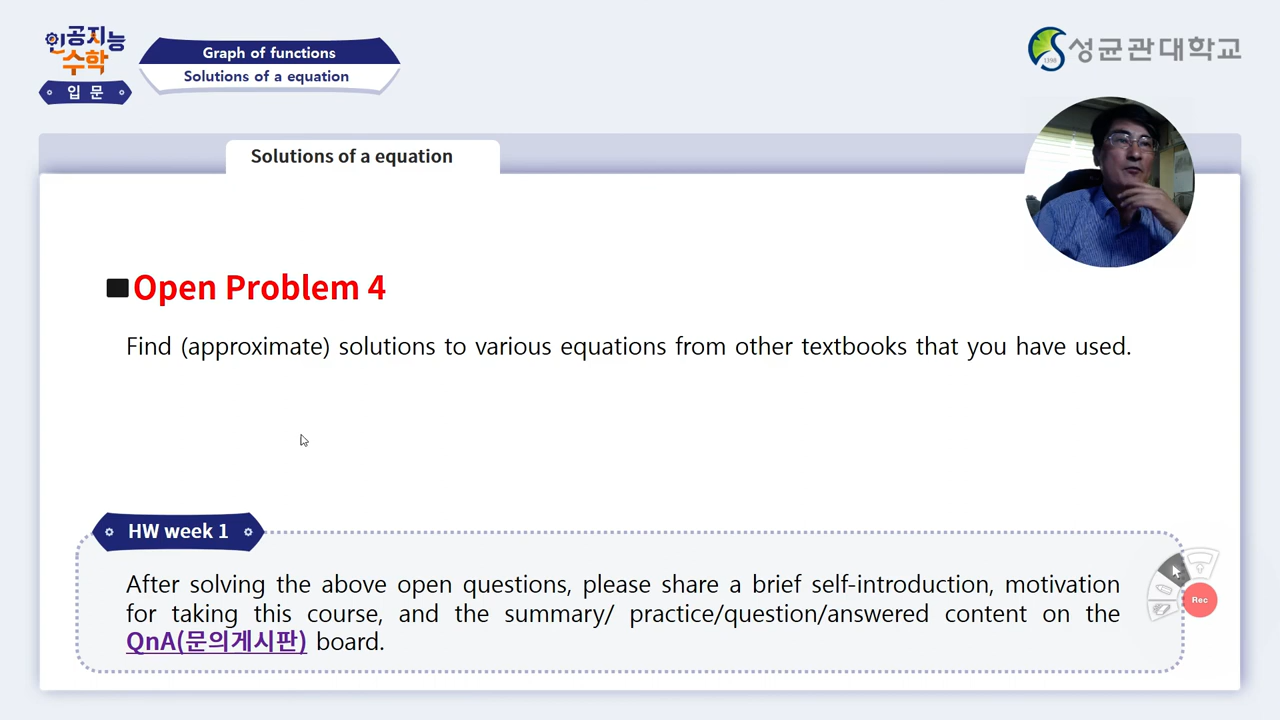 인공지능
수학
입 문
Graph of functions
Solutions of a equation
1398
성균관대학교
Solutions of a equation
Open Problem 4
Find (approximate) solutions to various equations from other textbooks that you have used.
HW week 1
After solving the above open questions, please share a brief self-introduction, motivation
for taking this course, and the summary/ practice/question/answered content on the
QnA(문의게시판) board.
Rec